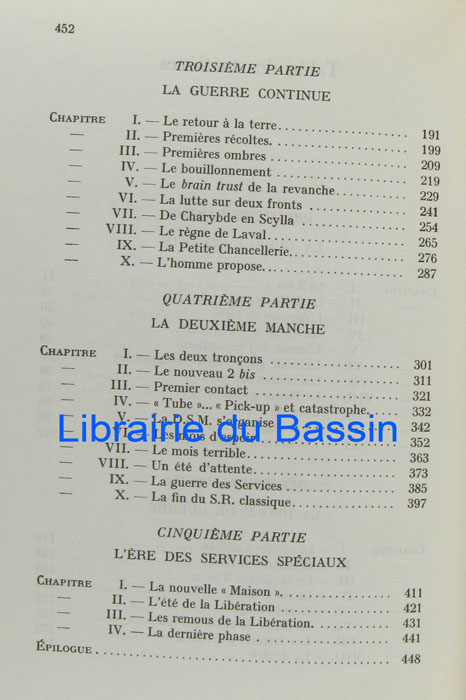 452
TROISIÈME PARTIE
LA GUERRE CONTINUE
CHAPITRE I. — Le retour à la terre. 191
— II. — Premières récoltes. 199
— III. — Premières ombres 209
— IV. — Le bouillonnement 219
— V. — Le brain trust de la revanche. 229
— VI. — La lutte sur deux fronts 241
— VII. — De Charybde en Scylla 254
— VIII. — Le règne de Laval. 265
— IX. — La Petite Chancellerie. 276
— X. — L'homme propose. 287
QUATRIÈME PARTIE
LA DEUXIÈME MANCHE
CHAPITRE I. — Les deux tronçons 301
— II. — Le nouveau 2 bis 311
— III. — Premier contact 321
— IV. — « Tube »... « Pick-up » et catastrophe. 332
— V. — La D.S.M. s'organise 342
Librairie du Bassin
— VI. — Les mois d'espoir 352
— VII. — Le mois terrible. 363
— VIII. — Un été d'attente. 373
— IX. — La guerre des Services 385
— X. — La fin du S.R. classique. 397
CINQUIÈME PARTIE
L'ÈRE DES SERVICES SPÉCIAUX
CHAPITRE I. — La nouvelle « Maison ». 411
— II. — L'été de la Libération 421
— III. — Les remous de la Libération. 431
— IV. — La dernière phase . 441
ÉPILOGUE. 448